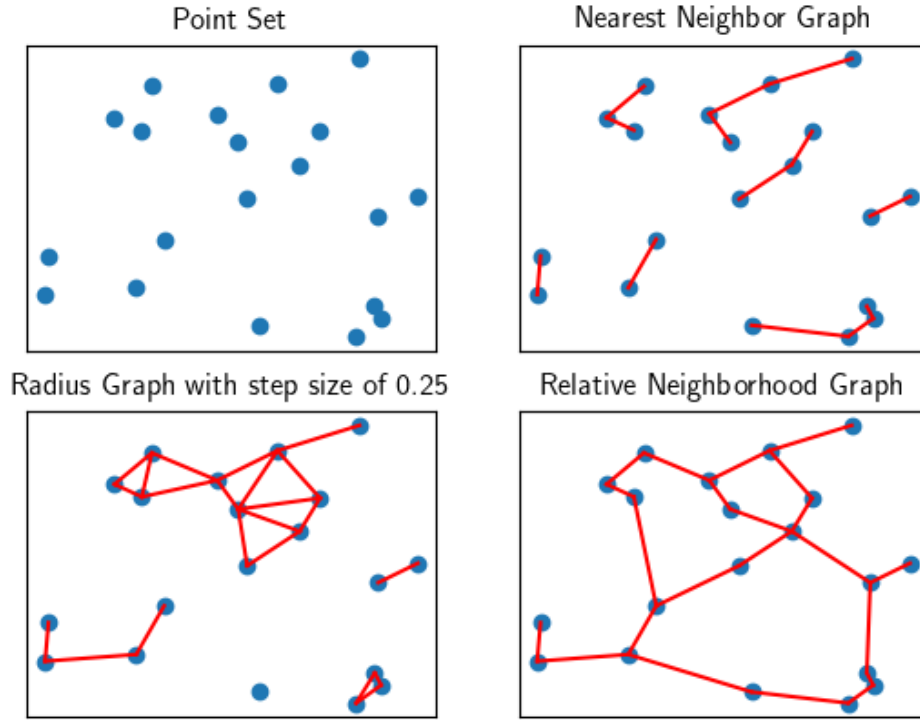 Point Set
Nearest Neighbor Graph
Radius Graph with step size of 0.25
Relative Neighborhood Graph